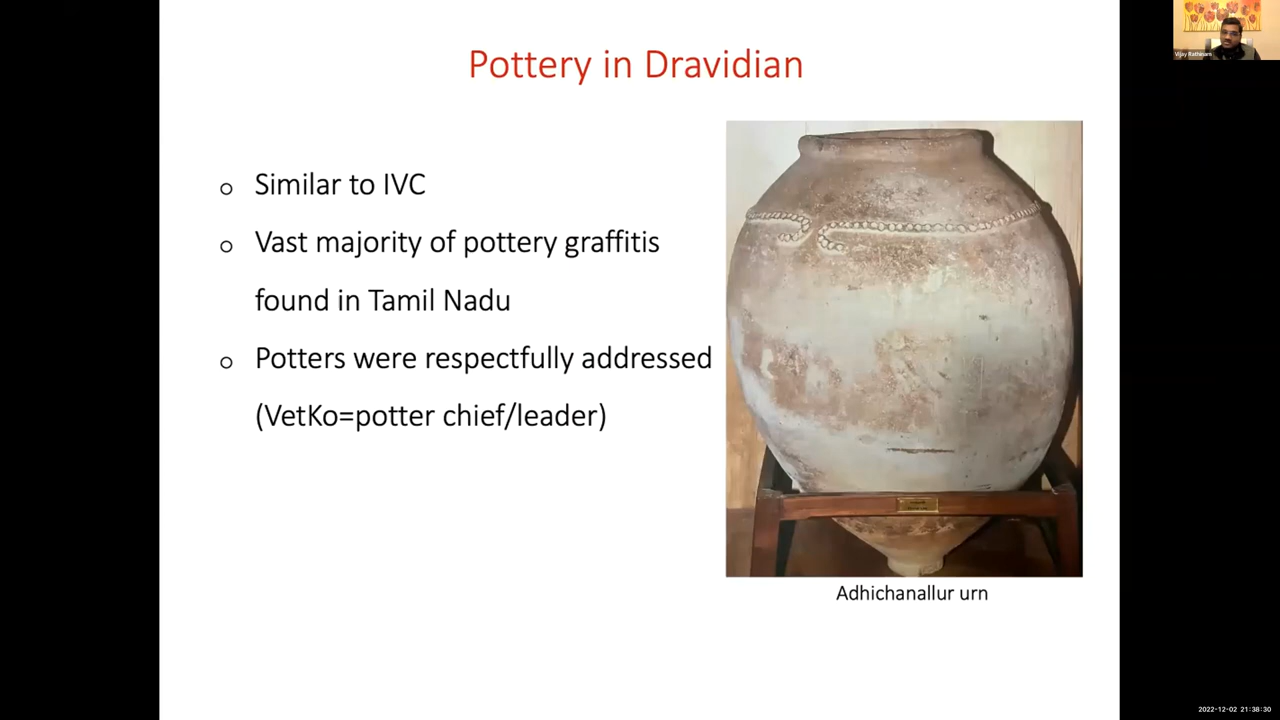 Pottery in Dravidian
Similar to IVC
Vast majority of pottery graffitis
found in Tamil Nadu
Potters were respectfully addressed
(VetKo=potter chief/leader)
Adhichanallur urn
Vijay Rathinam
2022-12-02 21:38:30